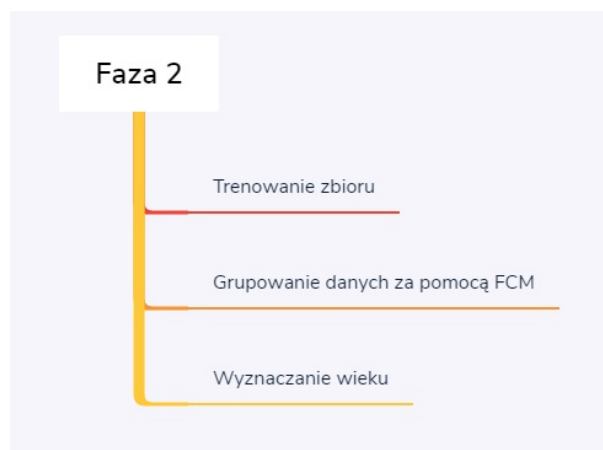 Faza 2
Trenowanie zbioru
Grupowanie danych za pomocą FCM
Wyznaczanie wieku